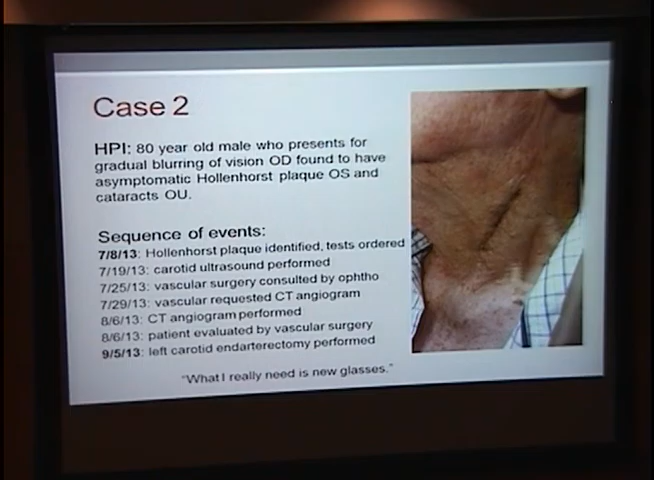 Case 2
HPI: 80 year old male who presents for
gradual blurring of vision OD found to have
asymptomatic Hollenhorst plaque OS and
cataracts OU.
Sequence of events:
7/8/13: Hollenhorst plaque identified, tests ordered
7/19/13: carotid ultrasound performed
7/25/13: vascular surgery consulted by ophtho
7/29/13: vascular requested CT angiogram
8/6/13: CT angiogram performed
8/6/13: patient evaluated by vascular surgery
9/5/13: left carotid endarterectomy performed
"What I really need is new glasses."